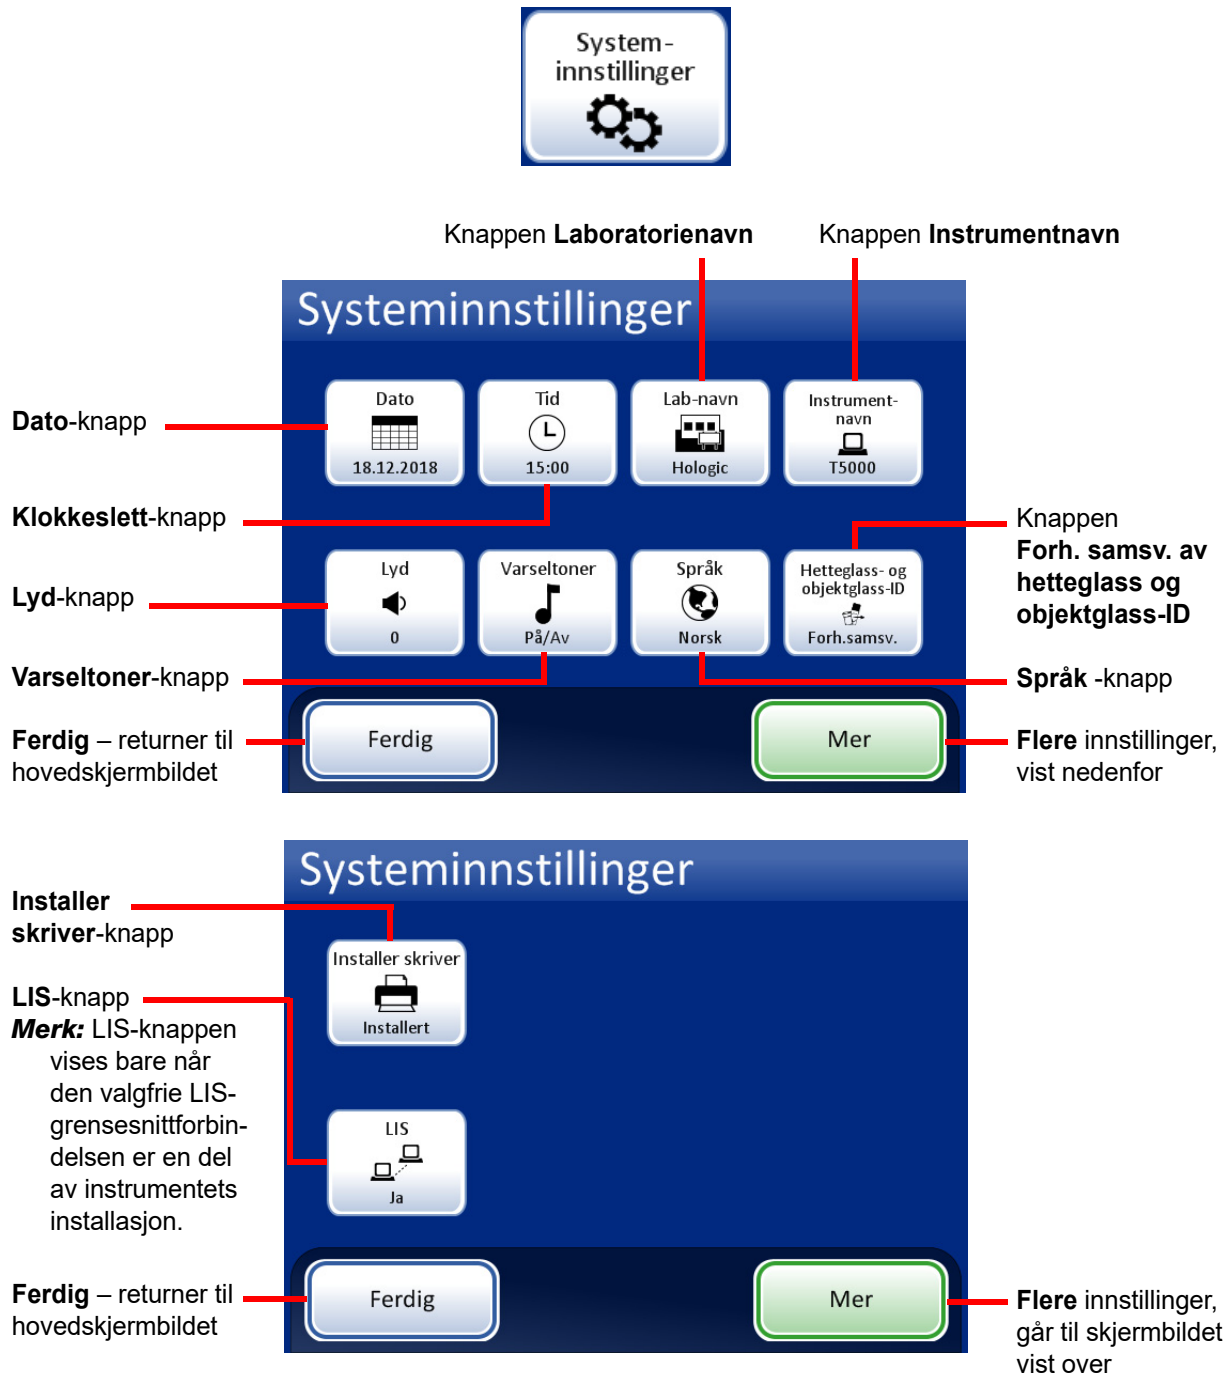 System-
innstillinger
Knappen Laboratorienavn
Knappen Instrumentnavn
Systeminnstillinger
Dato-knapp
Dato
18.12.2018
Tid
15:00
Lab-navn
Hologic
Instrument-
navn
T5000
Klokkeslett-knapp
Knappen
Forh. samsv. av
hetteglass og
objektglass-ID
Lyd-knapp
Lyd
0
Varseltoner
På/Av
Språk
Norsk
Hetteglass- og
objektglass-ID
Forh.samsv.
Varseltoner-knapp
Språk -knapp
Ferdig – returner til
hovedskjermbildet
Ferdig
Mer
Flere innstillinger,
vist nedenfor
Systeminnstillinger
Installer
skriver-knapp
Installer skriver
Installert
LIS-knapp
Merk: LIS-knappen
vises bare når
den valgfrie LIS-
grensesnittforbin-
delsen er en del
av instrumentets
installasjon.
LIS
Ja
Ferdig – returner til
hovedskjermbildet
Ferdig
Mer
Flere innstillinger,
går til skjermbildet
vist over